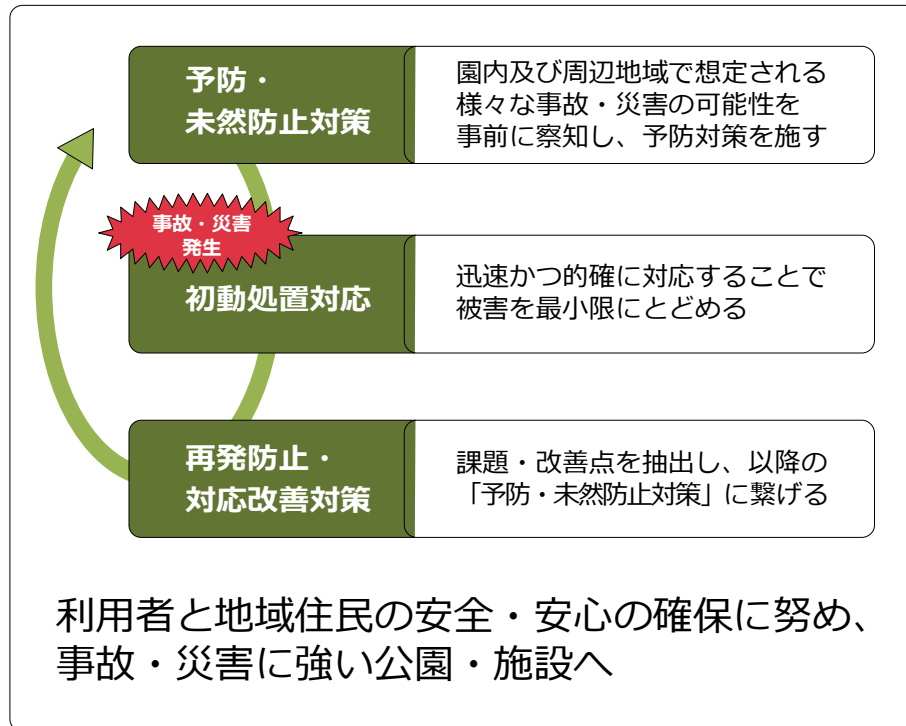 予防・
未然防止対策
園内及び周辺地域で想定される
様々な事故・災害の可能性を
事前に察知し、予防対策を施す
事故・災害
発生
初動処置対応
迅速かつ的確に対応することで
被害を最小限にとどめる
再発防止・
対応改善対策
課題・改善点を抽出し、以降の
「予防・未然防止対策」に繋げる
利用者と地域住民の安全・安心の確保に努め、
事故・災害に強い公園・施設へ